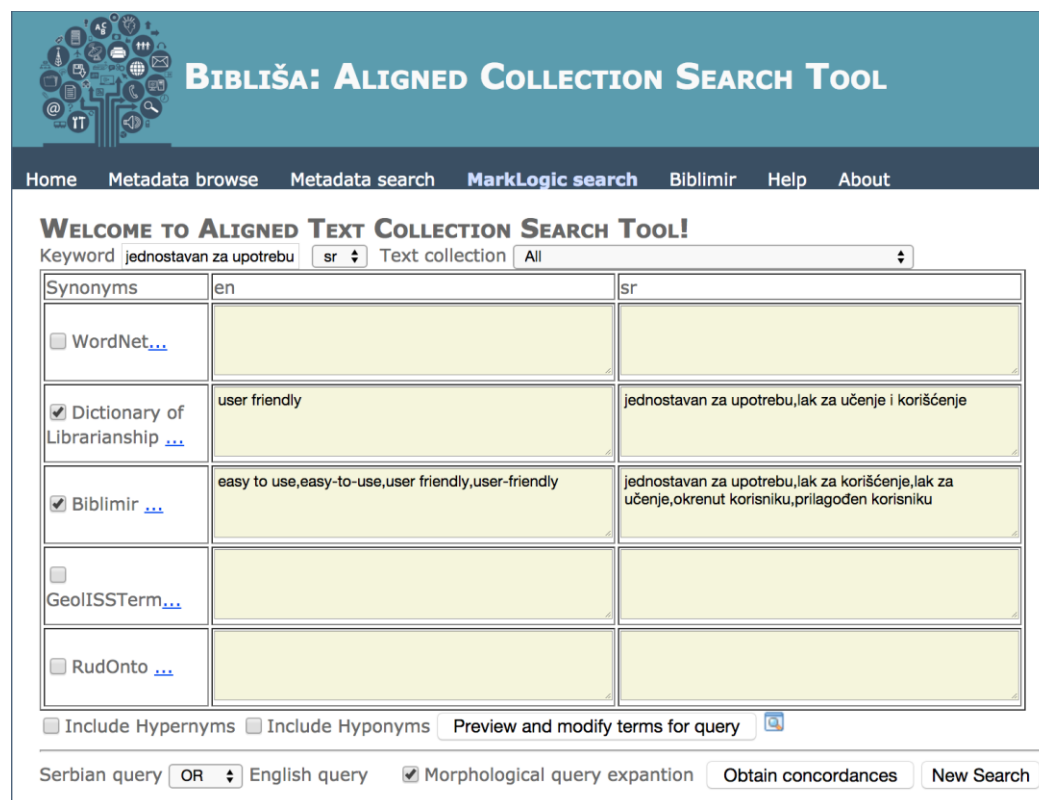 BIBLIŠA: ALIGNED COLLECTION SEARCH TOOL
Home Metadata browse Metadata search MarkLogic search Biblimir Help About
WELCOME TO ALIGNED TEXT COLLECTION SEARCH TOOL!
Keyword jednostavan za upotrebu sr Text collection All
Synonyms en sr
WordNet...
Dictionary of
Librarianship ...
user friendly
jednostavan za upotrebu,lak za učenje i korišćenje
Biblimir ...
easy to use,easy-to-use,user friendly,user-friendly
jednostavan za upotrebu,lak za korišćenje,lak za
učenje,okrenut korisniku,prilagođen korisniku
GeolISSTerm...
RudOnto ...
Include Hypernyms Include Hyponyms Preview and modify terms for query
Serbian query OR English query Morphological query expantion Obtain concordances New Search